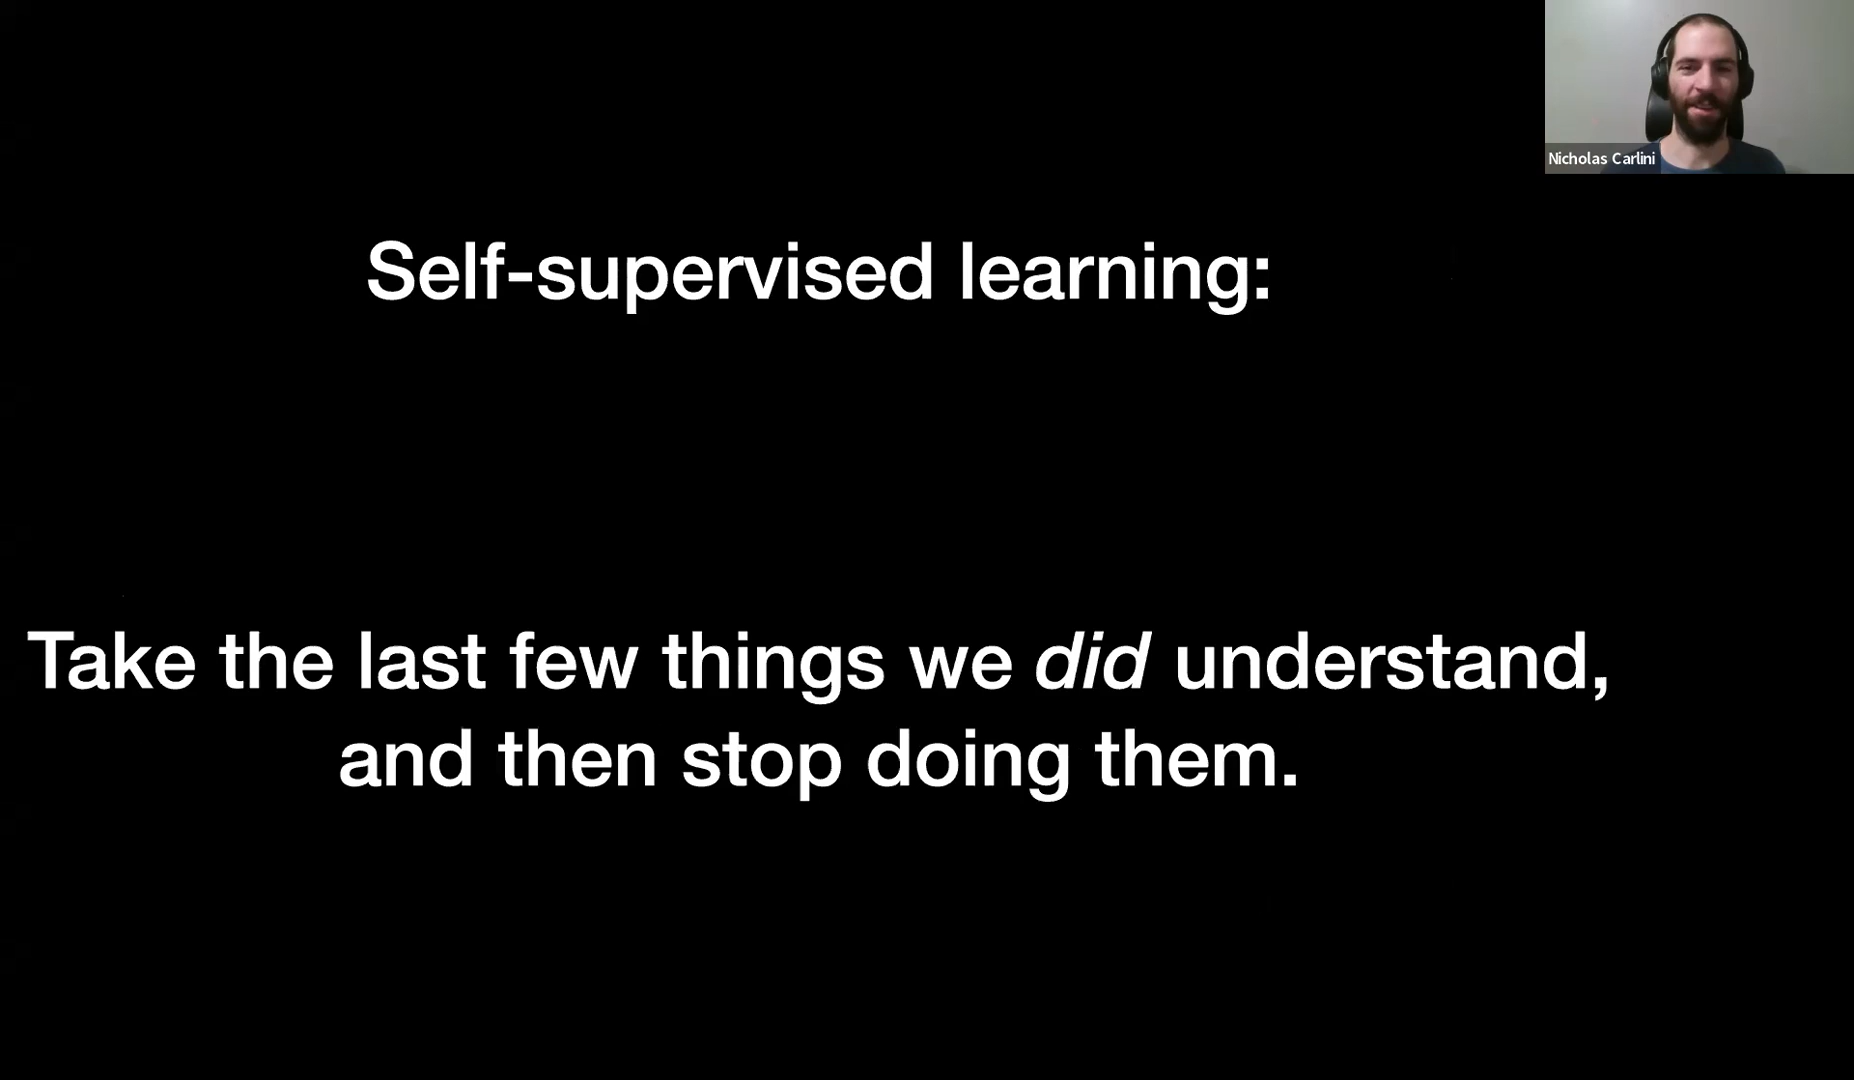 Nicholas Carlini
Self-supervised learning:
Take the last few things we did understand,
and then stop doing them.